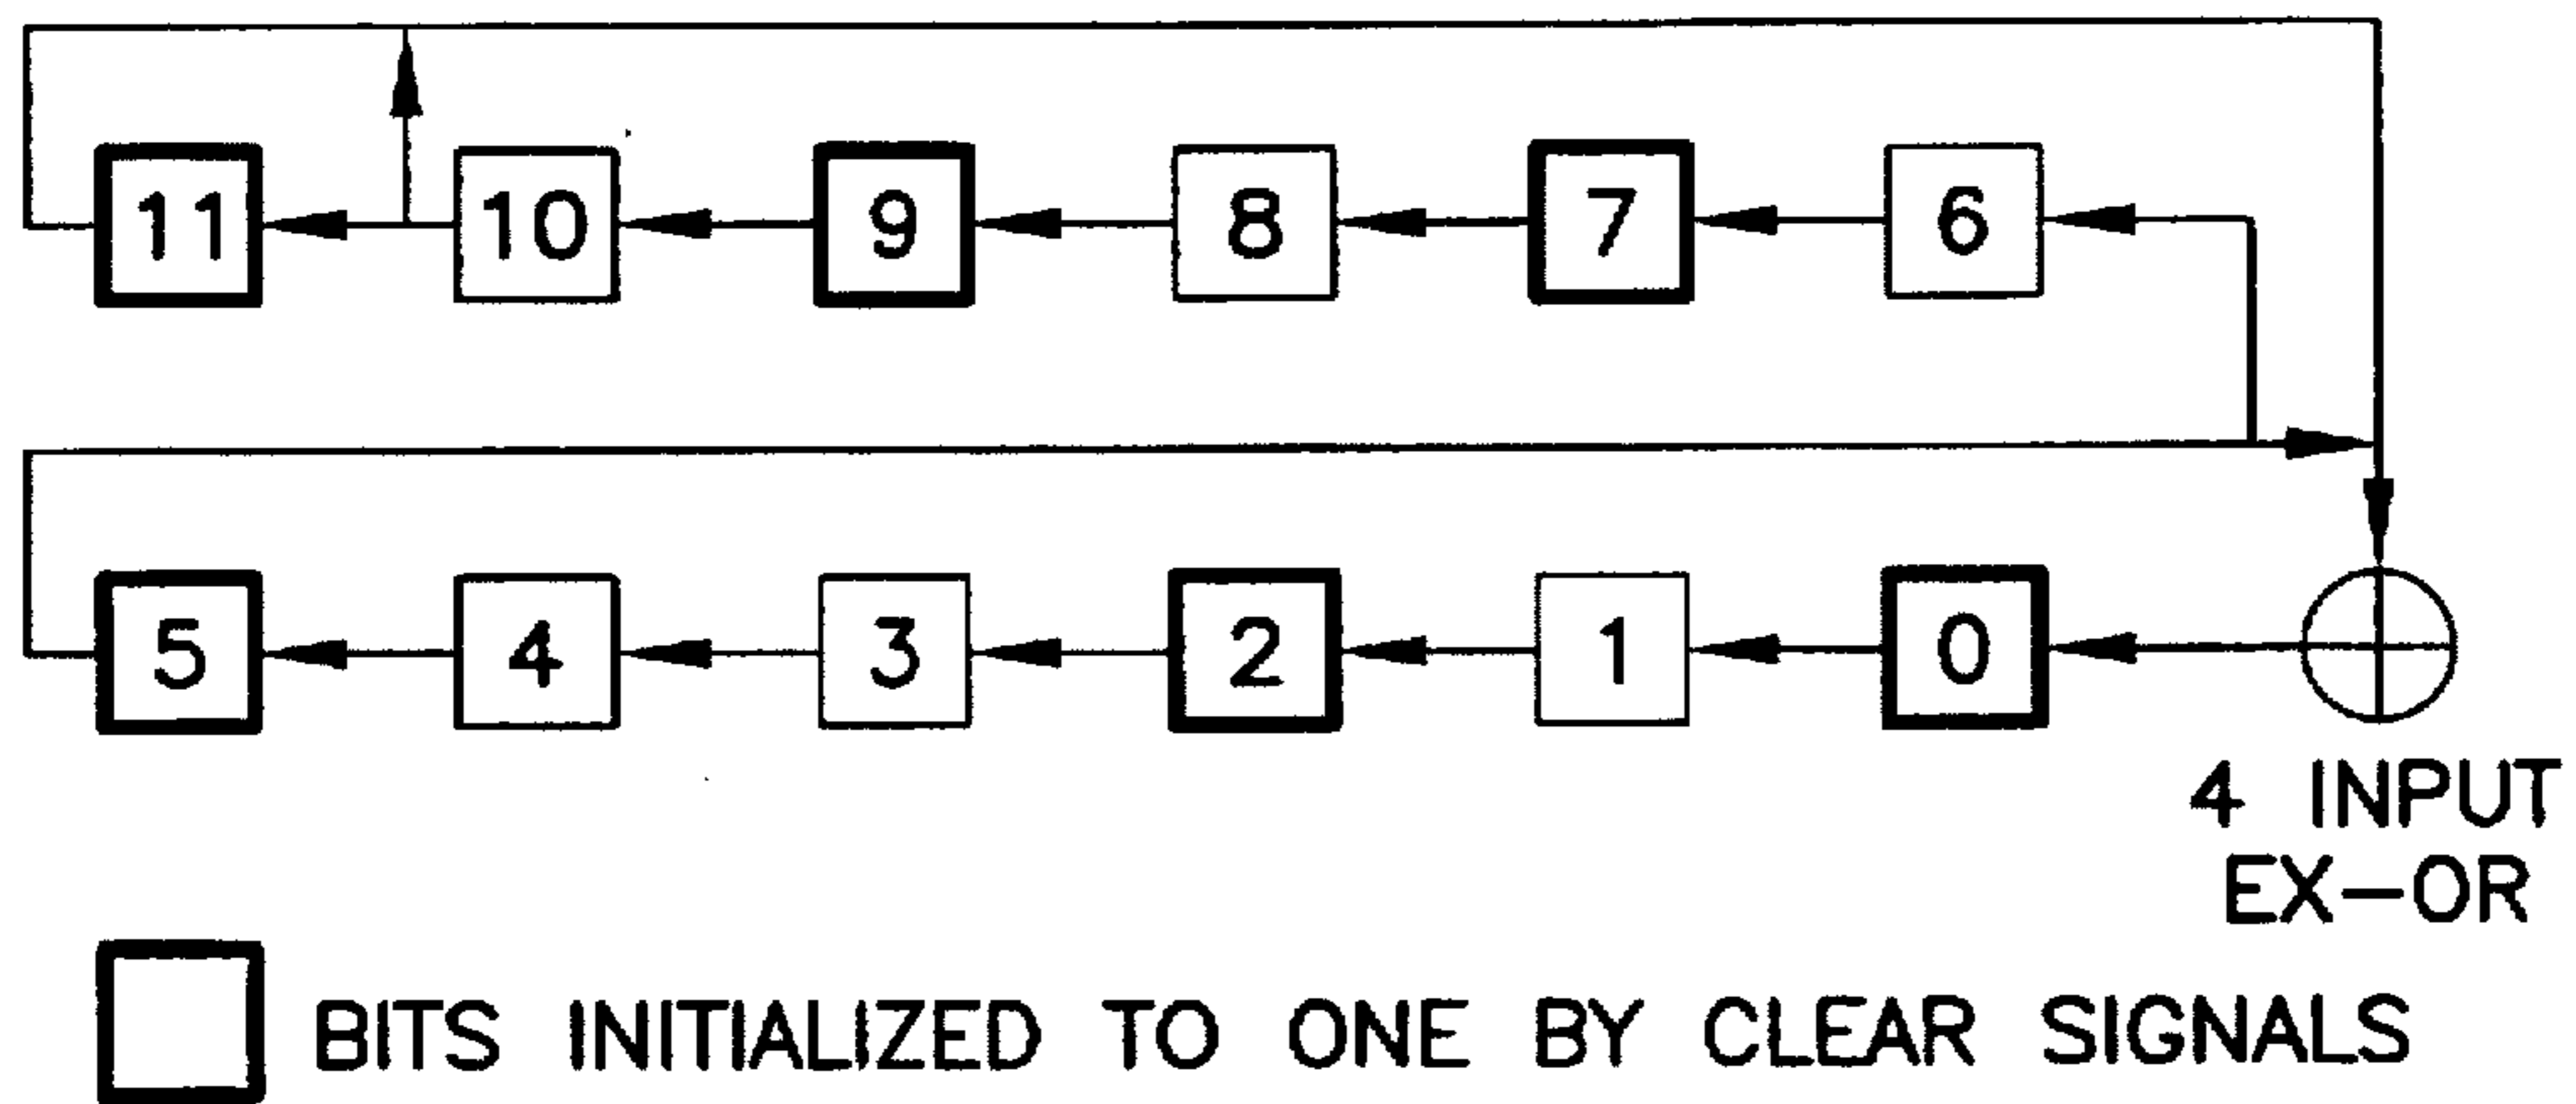 11 10 9 8 7 6
5 4 3 2 1 0
4 INPUT
EX-OR
BITS INITIALIZED TO ONE BY CLEAR SIGNALS